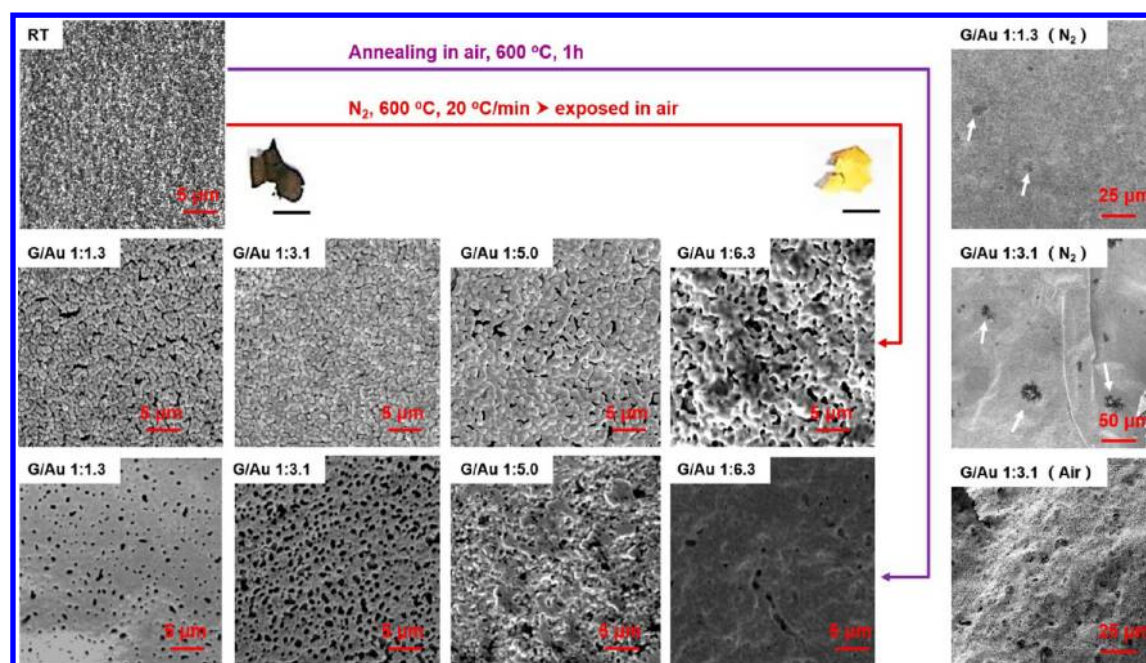 RT
5 µm
Annealing in air, 600 °C, 1h
N₂, 600 °C, 20 °C/min ➤ exposed in air
G/Au 1:1.3 ( N₂ )
25 µm
G/Au 1:1.3
5 µm
G/Au 1:3.1
5 µm
G/Au 1:5.0
5 µm
G/Au 1:6.3
5 µm
G/Au 1:3.1 (N₂ )
50 µm
G/Au 1:1.3
5 µm
G/Au 1:3.1
5 µm
G/Au 1:5.0
5 µm
G/Au 1:6.3
5 µm
G/Au 1:3.1 ( Air )
25 µm